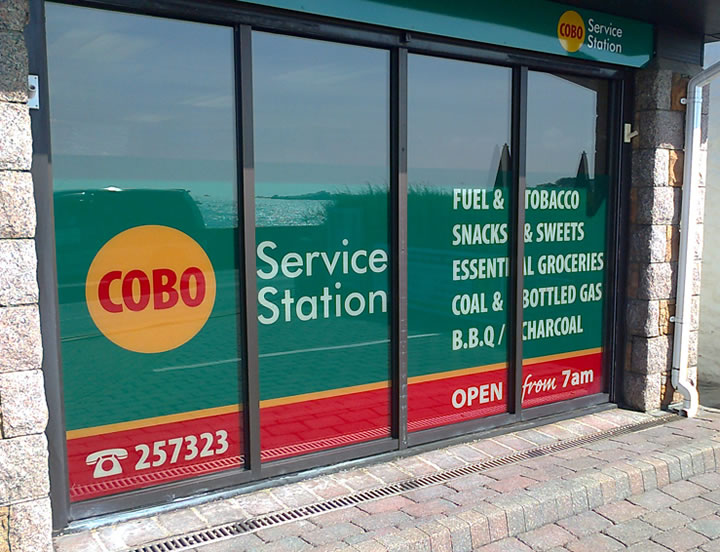 COBO Service
Station
COBO
Service
Station
FUEL & TOBACCO
SNACKS & SWEETS
ESSENTIAL GROCERIES
COAL & BOTTLED GAS
B.B.Q / CHARCOAL
OPEN from 7am
257323